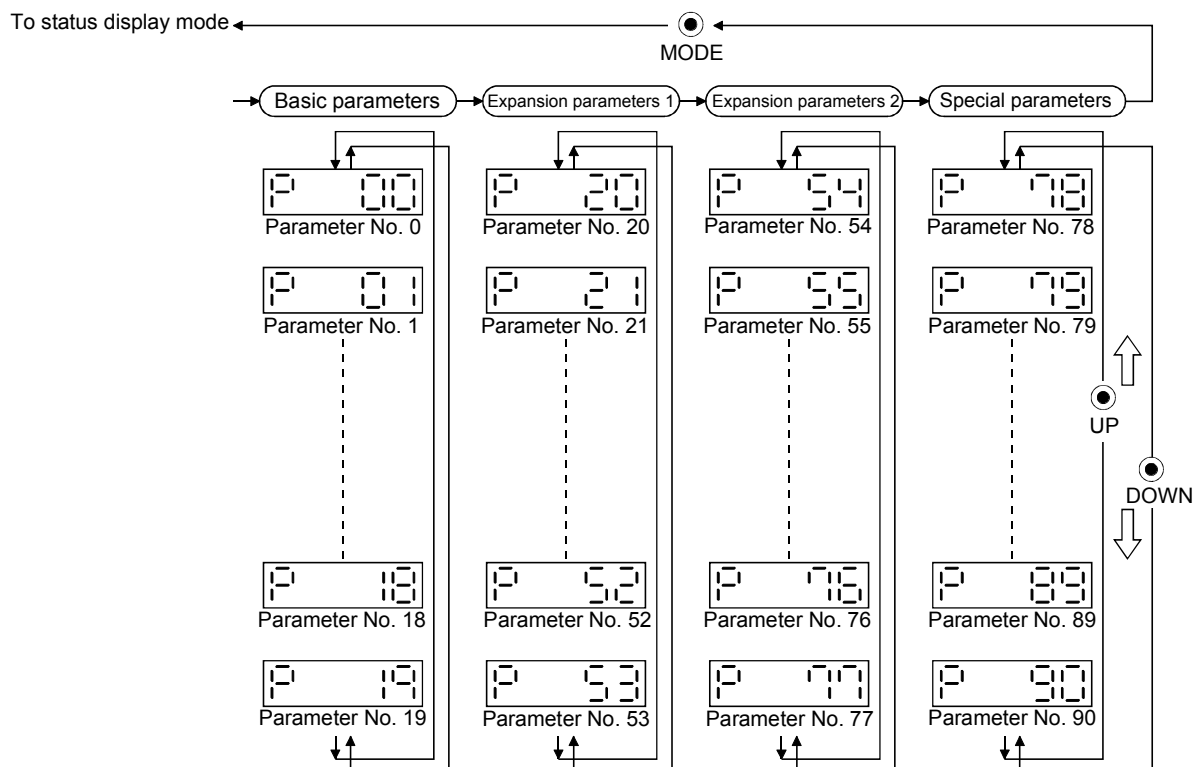 To status display mode
MODE
Basic parameters
Expansion parameters 1
Expansion parameters 2
Special parameters
P 00
P 20
P 54
P 78
Parameter No. 0
Parameter No. 20
Parameter No. 54
Parameter No. 78
P 01
P 21
P 55
P 79
Parameter No. 1
Parameter No. 21
Parameter No. 55
Parameter No. 79
UP
DOWN
P 18
P 52
P 76
P 89
Parameter No. 18
Parameter No. 52
Parameter No. 76
Parameter No. 89
P 19
P 53
P 77
P 90
Parameter No. 19
Parameter No. 53
Parameter No. 77
Parameter No. 90